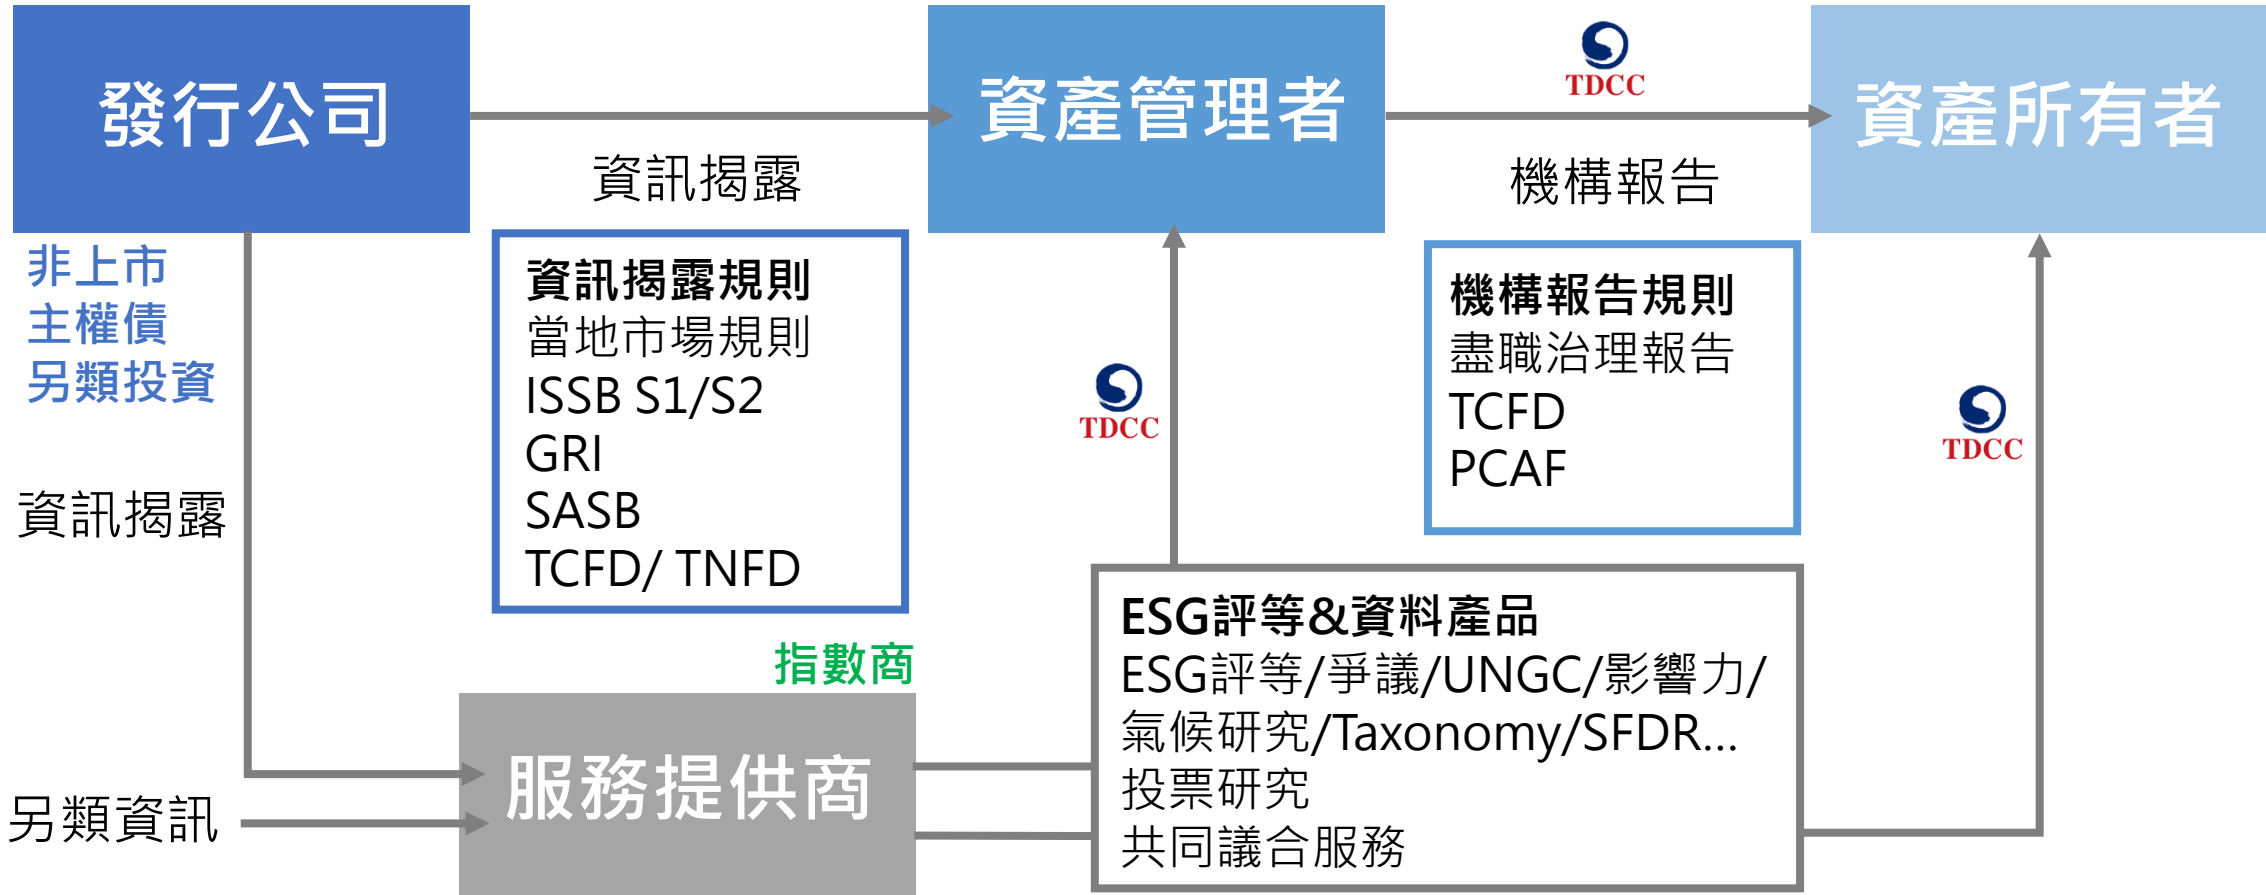 發行公司
資訊揭露
資產管理者
TDCC
機構報告
資產所有者
非上市
主權債
另類投資
資訊揭露
資訊揭露規則
當地市場規則
ISSB S1/S2
GRI
SASB
TCFD/ TNFD
TDCC
機構報告規則
盡職治理報告
TCFD
PCAF
TDCC
指數商
服務提供商
另類資訊
ESG評等&資料產品
ESG評等/爭議/UNGC/影響力/
氣候研究/Taxonomy/SFDR...
投票研究
共同議合服務